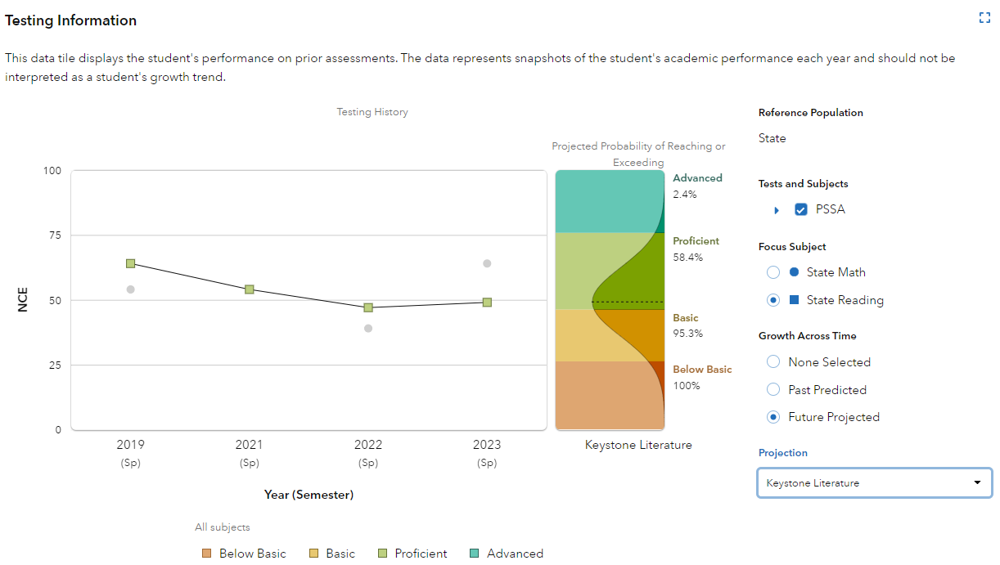 Testing Information
This data tile displays the student's performance on prior assessments. The data represents snapshots of the student's academic performance each year and should not be
interpreted as a student's growth trend.
Testing History
Projected Probability of Reaching or
Exceeding
NCE
100
75
50
25
0
2019
(Sp)
2021
(Sp)
2022
(Sp)
2023
(Sp)
Year (Semester)
Advanced
2.4%
Proficient
58.4%
Basic
95.3%
Below Basic
100%
Keystone Literature
All subjects
Below Basic
Basic
Proficient
Advanced
Reference Population
State
Tests and Subjects
PSSA
Focus Subject
State Math
State Reading
Growth Across Time
None Selected
Past Predicted
Future Projected
Projection
Keystone Literature